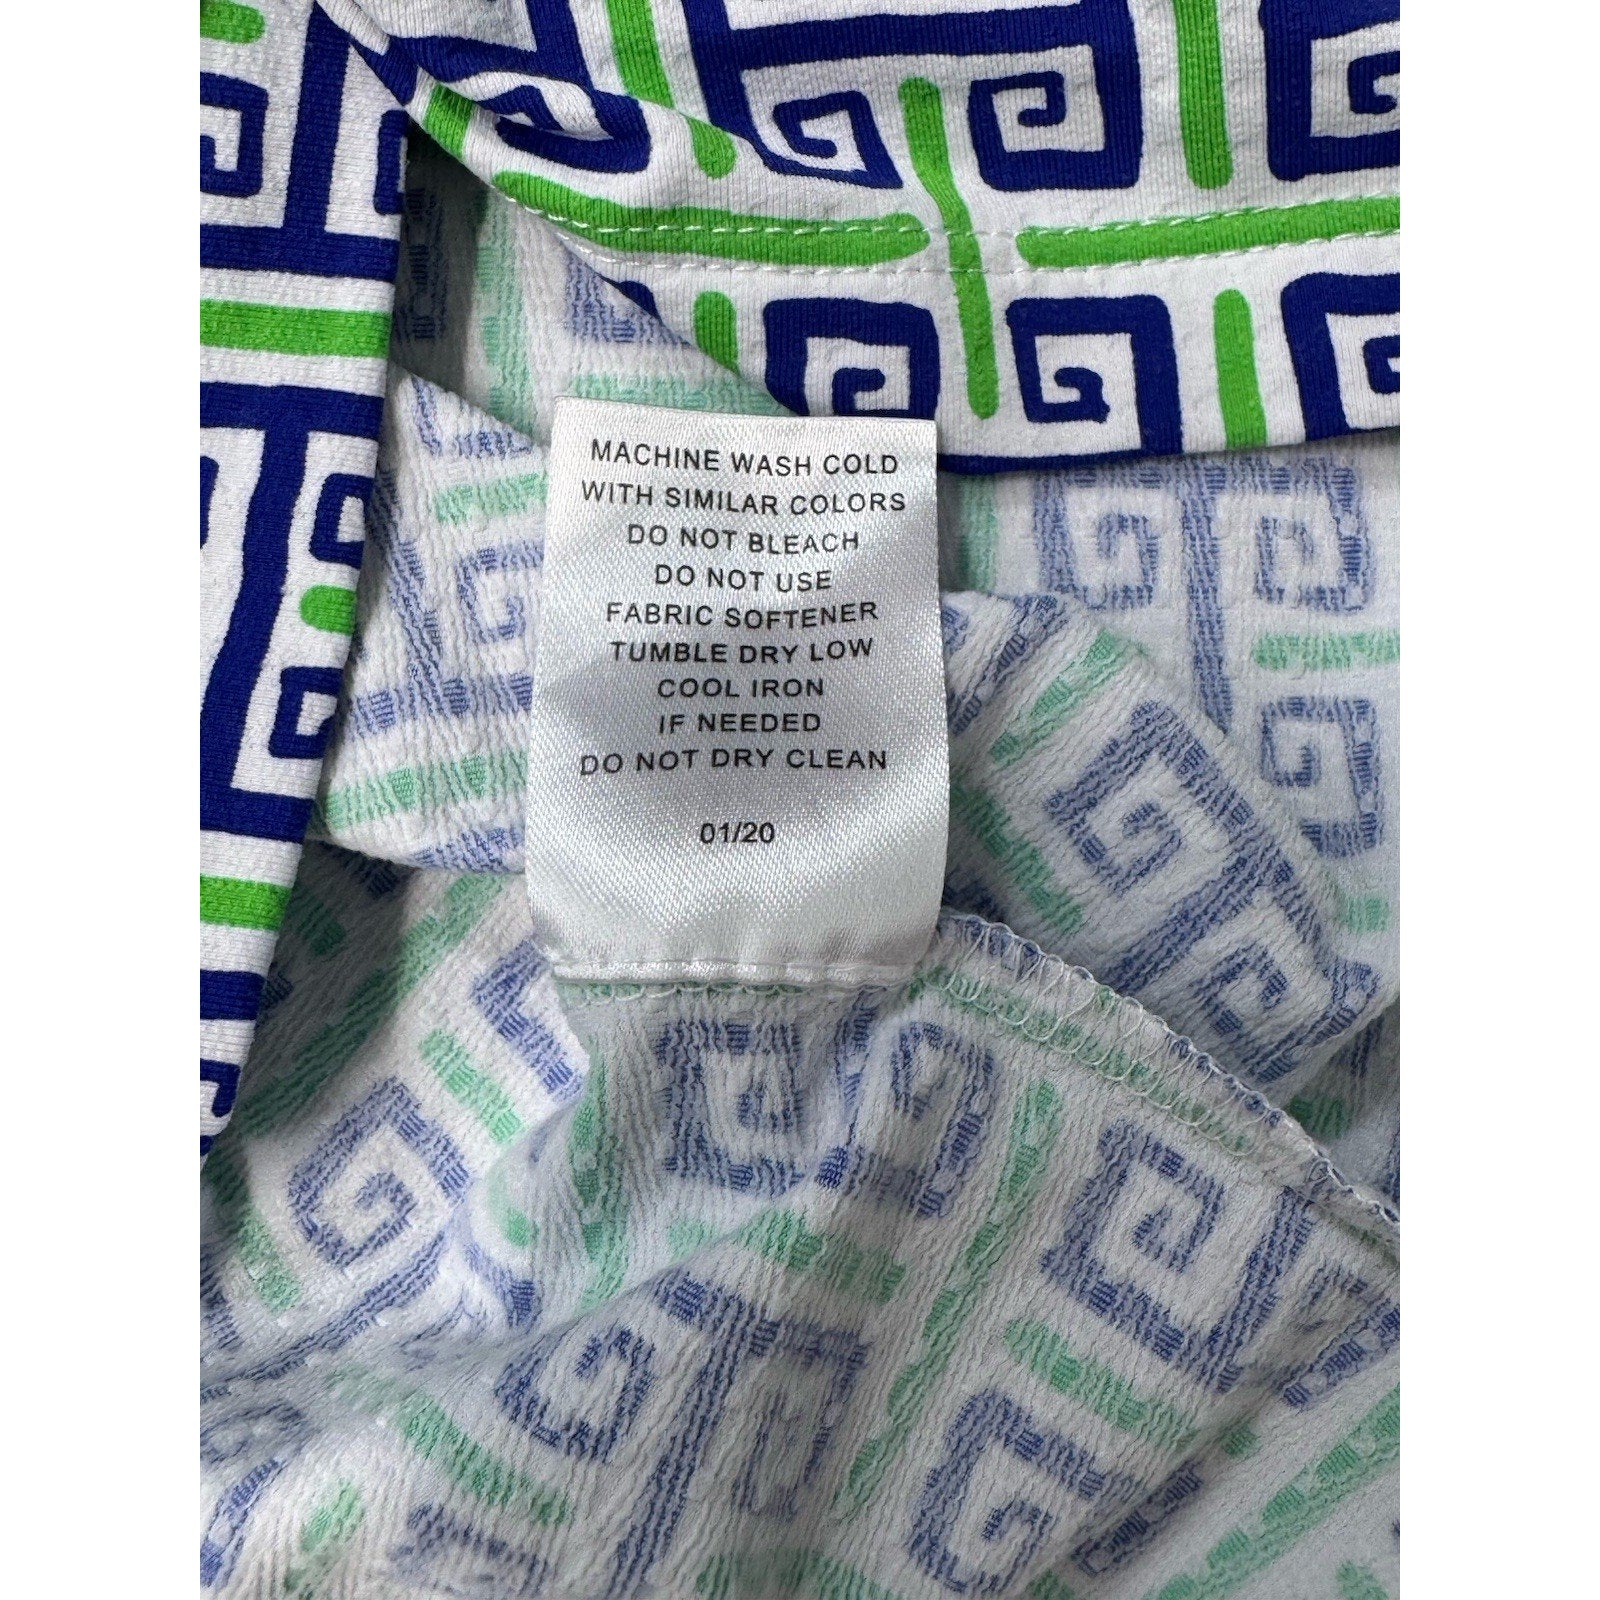 MACHINE WASH COLD
WITH SIMILAR COLORS
DO NOT BLEACH
DO NOT USE
FABRIC SOFTENER
TUMBLE DRY LOW
COOL IRON
IF NEEDED
DO NOT DRY CLEAN
01/20